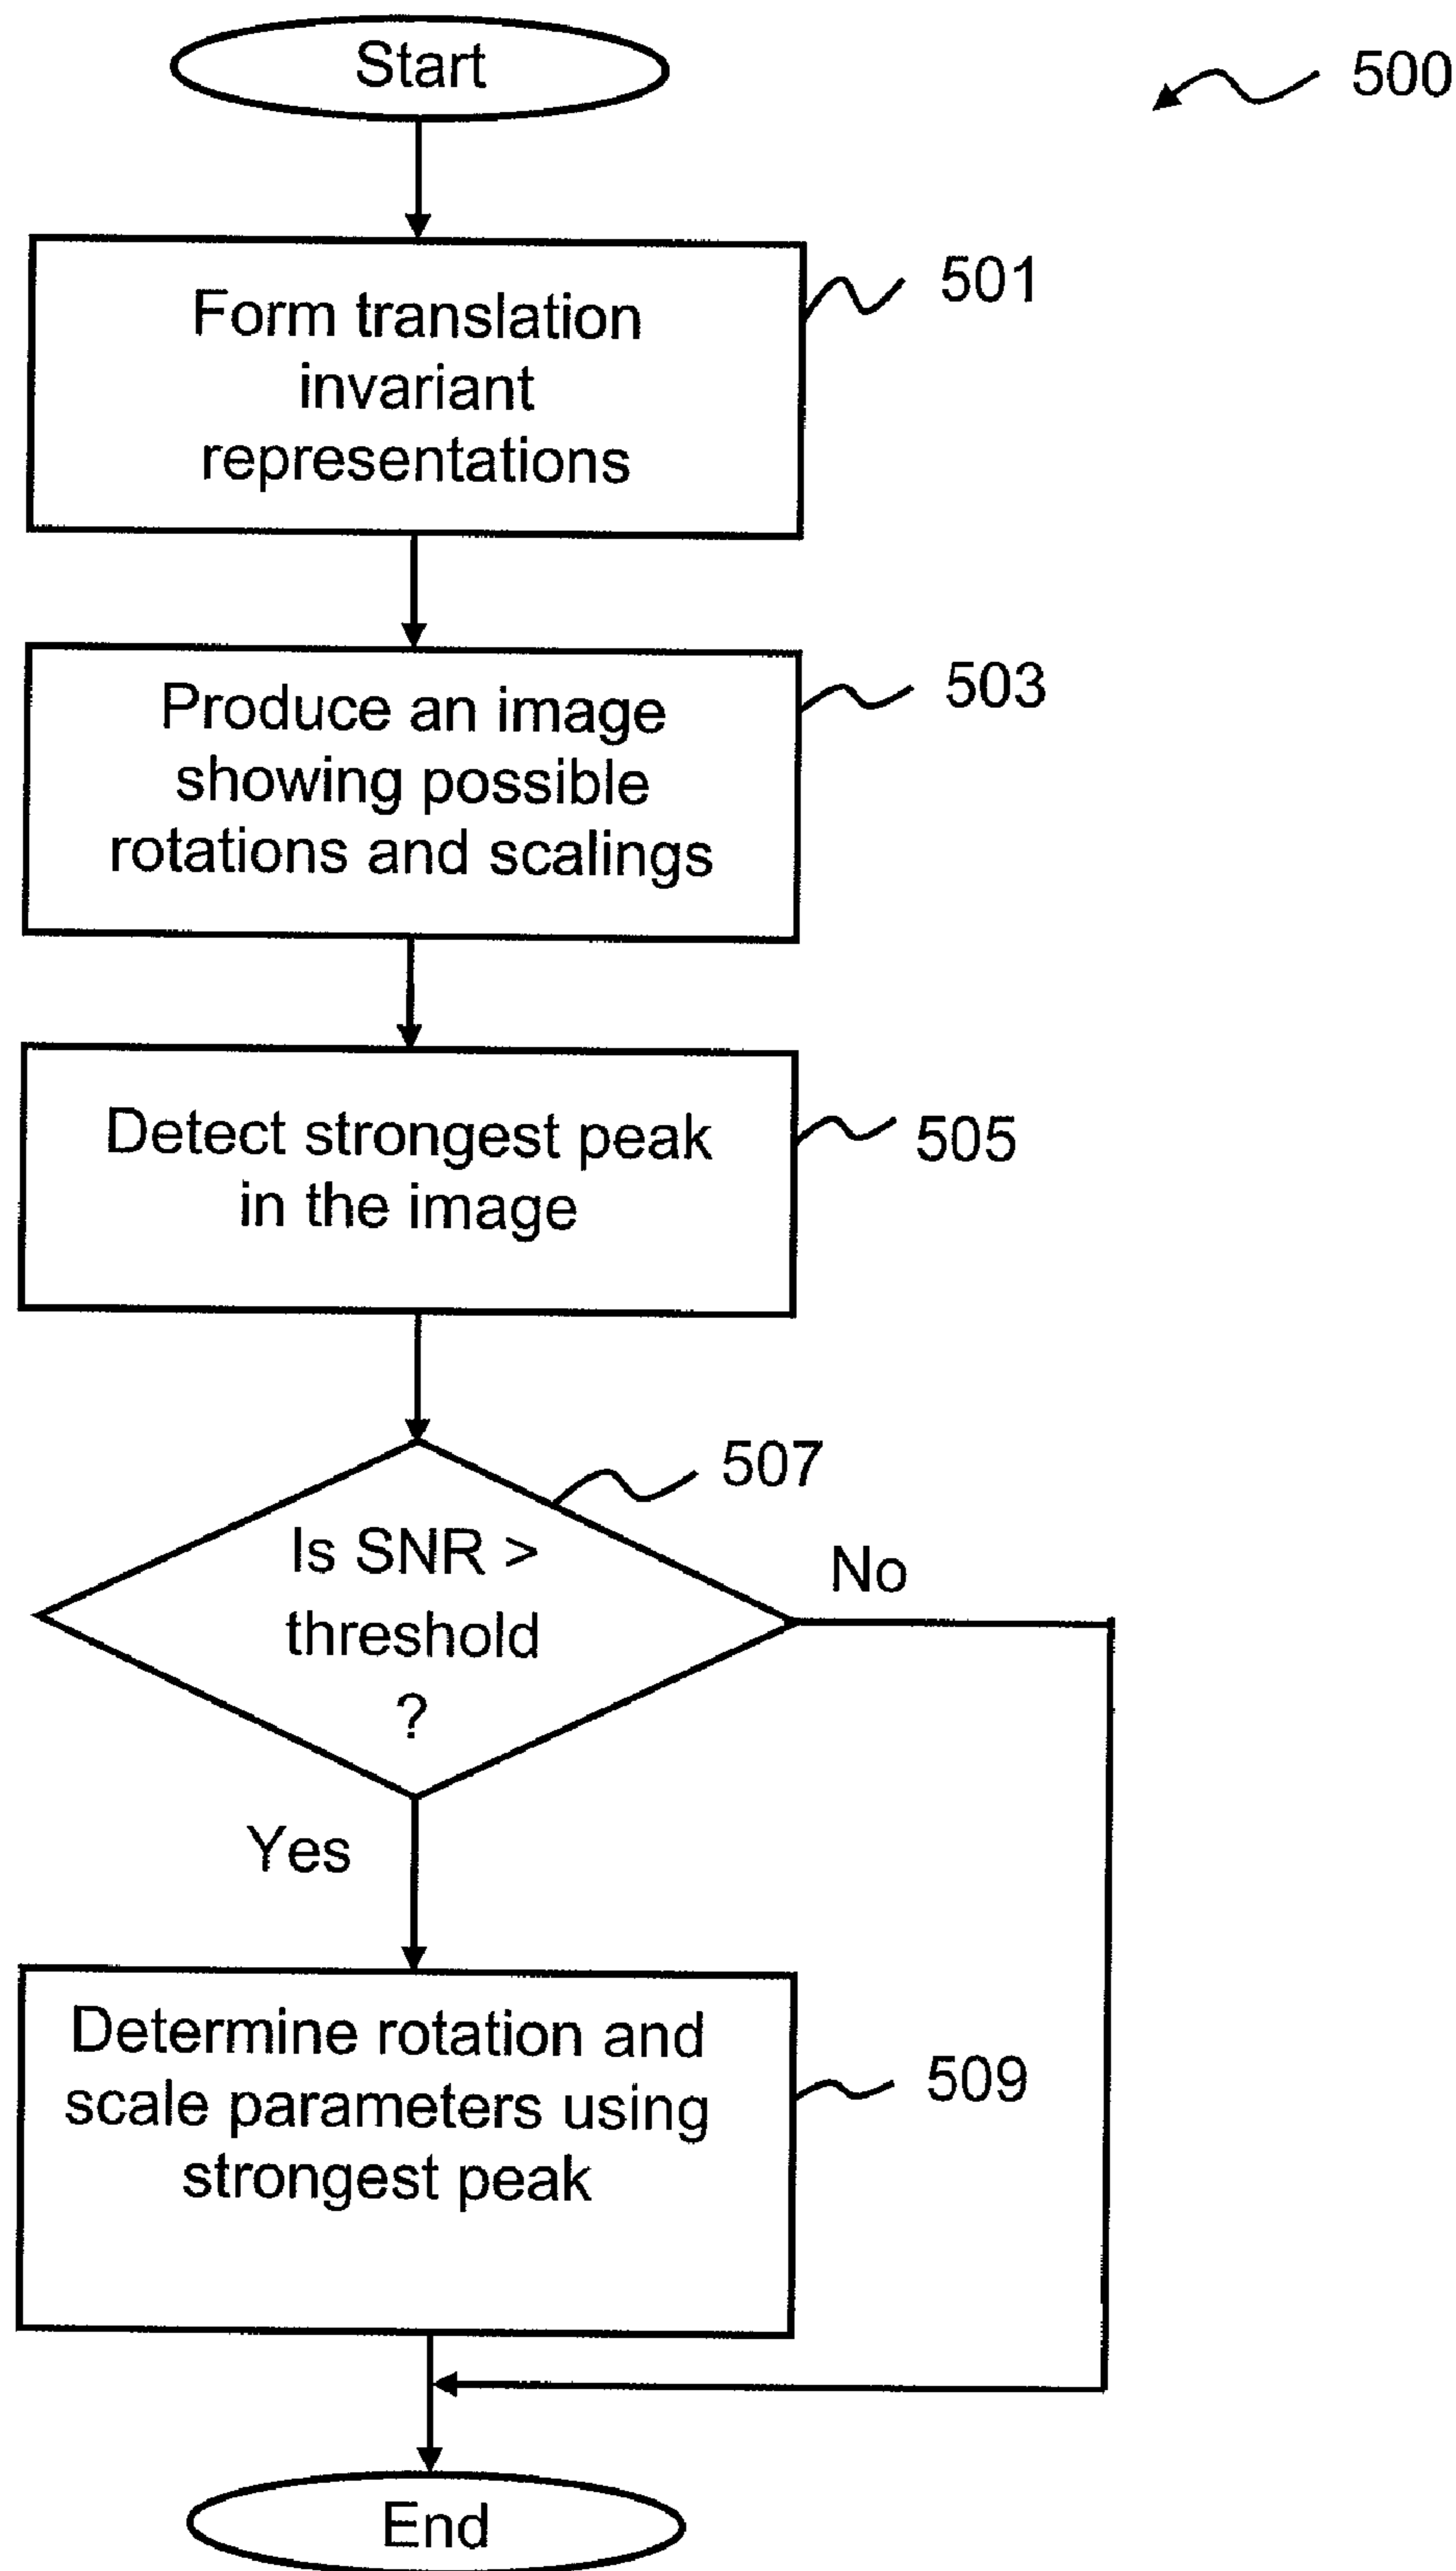 Start
500
Form translation
invariant
representations
501
Produce an image
showing possible
rotations and scalings
503
Detect strongest peak
in the image
505
507
Is SNR >
threshold
?
No
Yes
Determine rotation and
scale parameters using
strongest peak
509
End